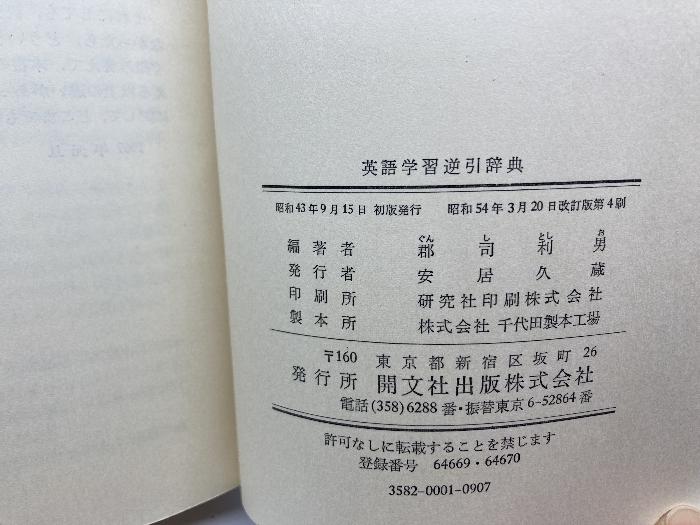 英語学習逆引辞典
昭和43年9月15日 初版発行 昭和54年3月20日改訂版第4刷
ぐん し とし お
編著者 郡司利男
発行者 安居久蔵
印刷所 研究社印刷株式会社
製本所 株式会社 千代田製本工場
〒160 東京都新宿区坂町26
発行所 開文社出版株式会社
電話(358)6288番・振替東京6-52864番
許可なしに転載することを禁じます
登録番号 64669・64670
3582-0001-0907